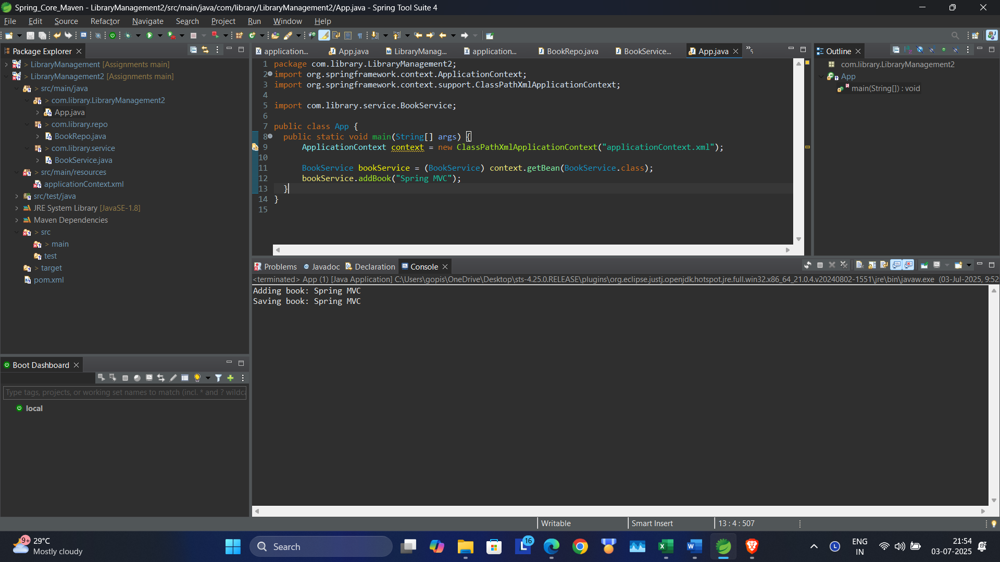 Spring_Core_Maven - LibraryManagement2/src/main/java/com/library/LibraryManagement2/App.java - Spring Tool Suite 4
File Edit Source Refactor Navigate Search Project Run Window Help
Package Explorer
> LibraryManagement [Assignments main]
> LibraryManagement2 [Assignments main]
> src/main/java
> com.library.LibraryManagement2
App.java
> com.library.repo
BookRepo.java
> com.library.service
BookService.java
> src/main/resources
applicationContext.xml
src/test/java
JRE System Library [JavaSE-1.8]
Maven Dependencies
> src
> main
test
> target
pom.xml
Boot Dashboard
Type tags, projects, or working set names to match (incl. * and ? wildca
local
application... App.java LibraryManag... application... BookRepo.java BookService... App.java »5
1 package com.library.LibraryManagement2;
2 import org.springframework.context.ApplicationContext;
3 import org.springframework.context.support.ClassPathXmlApplicationContext;
4
5 import com.library.service.BookService;
6
7 public class App {
8 public static void main(String[] args) {
9 ApplicationContext context = new ClassPathXmlApplicationContext("applicationContext.xml");
10
11 BookService bookService = (BookService) context.getBean(BookService.class);
12 bookService.addBook("Spring MVC");
13 }
14 }
15
Outline
com.library.LibraryManagement2
App
main(String[]) : void
Problems Javadoc Declaration Console
<terminated> App (1) [Java Application] C:\Users\gopis\OneDrive\Desktop\sts-4.25.0.RELEASE\plugins\org.eclipse.justj.openjdk.hotspot.jre.full.win32.x86_64_21.0.4.v20240802-1551\jre\bin\javaw.exe (03-Jul-2025, 9:52
Adding book: Spring MVC
Saving book: Spring MVC
Writable Smart Insert 13 : 4 : 507
9+ 29°C
Mostly cloudy
Search
16
ENG
IN
21:54
03-07-2025